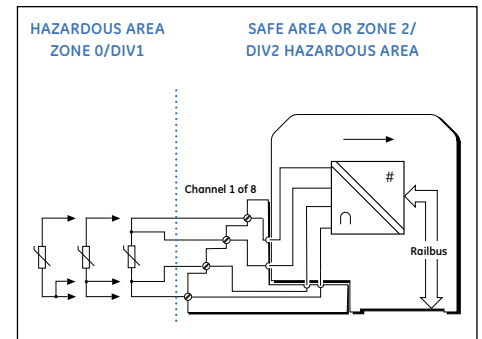 HAZARDOUS AREA
ZONE 0/DIV1
SAFE AREA OR ZONE 2/
DIV2 HAZARDOUS AREA
Channel 1 of 8
#
∩
Railbus